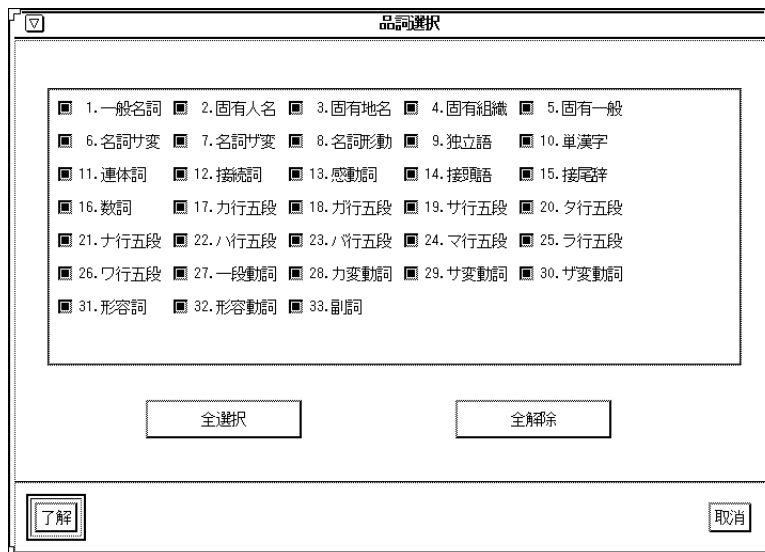 品詞選択
1.一般名詞 2.固有人名 3.固有地名 4.固有組織 5.固有一般
6.名詞サ変 7.名詞ザ変 8.名詞形動 9.独立語 10.単漢字
11.連体詞 12.接続詞 13.感動詞 14.接頭語 15.接尾辞
16.数詞 17.カ行五段 18.ガ行五段 19.サ行五段 20.タ行五段
21.ナ行五段 22.ハ行五段 23.バ行五段 24.マ行五段 25.ラ行五段
26.ワ行五段 27.一段動詞 28.カ変動詞 29.サ変動詞 30.ザ変動詞
31.形容詞 32.形容動詞 33.副詞
全選択 全解除
了解 取消